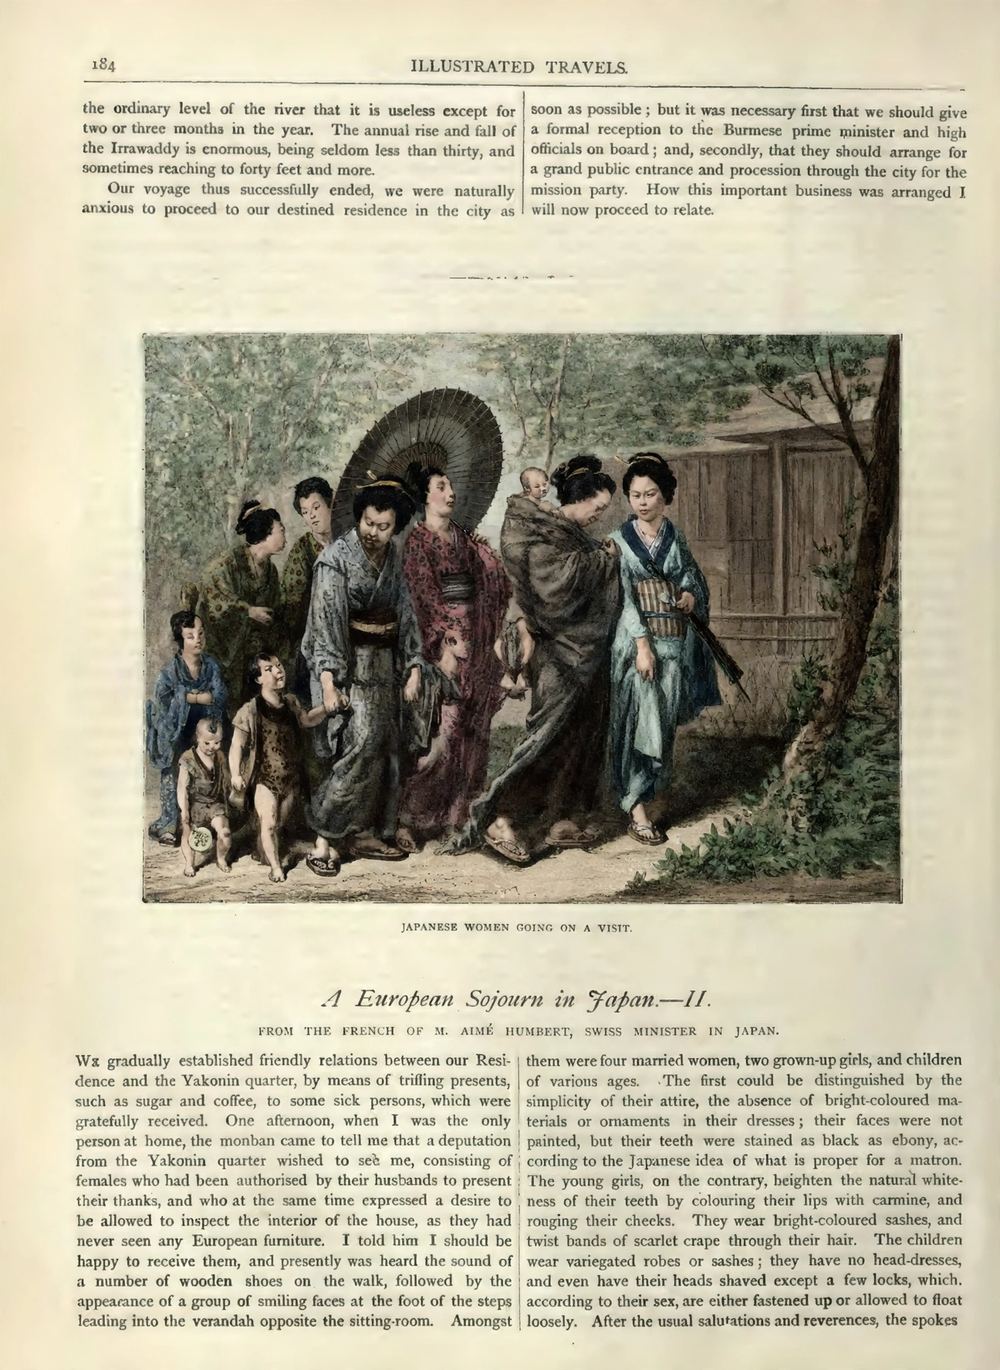 184
ILLUSTRATED TRAVELS.
the ordinary level of the river that it is useless except for
two or three months in the year. The annual rise and fall of
the Irrawaddy is enormous, being seldom less than thirty, and
sometimes reaching to forty feet and more.
Our voyage thus successfully ended, we were naturally
anxious to proceed to our destined residence in the city as
soon as possible ; but it was necessary first that we should give
a formal reception to the Burmese prime minister and high
officials on board ; and, secondly, that they should arrange for
a grand public entrance and procession through the city for the
mission party. How this important business was arranged I
will now proceed to relate.
JAPANESE WOMEN GOING ON A VISIT.
A European Sojourn in Japan.—II.
FROM THE FRENCH OF M. AIMÉ HUMBERT, SWISS MINISTER IN JAPAN.
WE gradually established friendly relations between our Resi-
dence and the Yakonin quarter, by means of trifling presents,
such as sugar and coffee, to some sick persons, which were
gratefully received. One afternoon, when I was the only
person at home, the monban came to tell me that a deputation
from the Yakonin quarter wished to see me, consisting of
females who had been authorised by their husbands to present
their thanks, and who at the same time expressed a desire to
be allowed to inspect the interior of the house, as they had
never seen any European furniture. I told him I should be
happy to receive them, and presently was heard the sound of
a number of wooden shoes on the walk, followed by the
appearance of a group of smiling faces at the foot of the steps
leading into the verandah opposite the sitting-room. Amongst
them were four married women, two grown-up girls, and children
of various ages. The first could be distinguished by the
simplicity of their attire, the absence of bright-coloured ma-
terials or ornaments in their dresses ; their faces were not
painted, but their teeth were stained as black as ebony, ac-
cording to the Japanese idea of what is proper for a matron.
The young girls, on the contrary, heighten the natural white-
ness of their teeth by colouring their lips with carmine, and
rouging their cheeks. They wear bright-coloured sashes, and
twist bands of scarlet crape through their hair. The children
wear variegated robes or sashes ; they have no head-dresses,
and even have their heads shaved except a few locks, which.
according to their sex, are either fastened up or allowed to float
loosely. After the usual salutations and reverences, the spokes